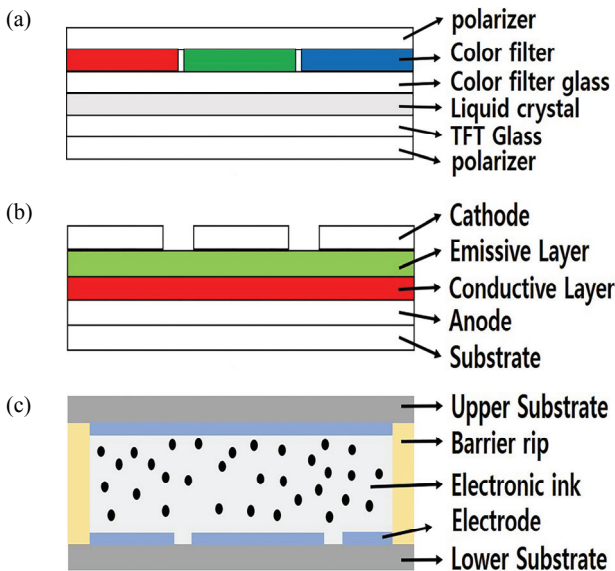 (a)
polarizer
Color filter
Color filter glass
Liquid crystal
TFT Glass
polarizer
(b)
Cathode
Emissive Layer
Conductive Layer
Anode
Substrate
(c)
Upper Substrate
Barrier rip
Electronic ink
Electrode
Lower Substrate